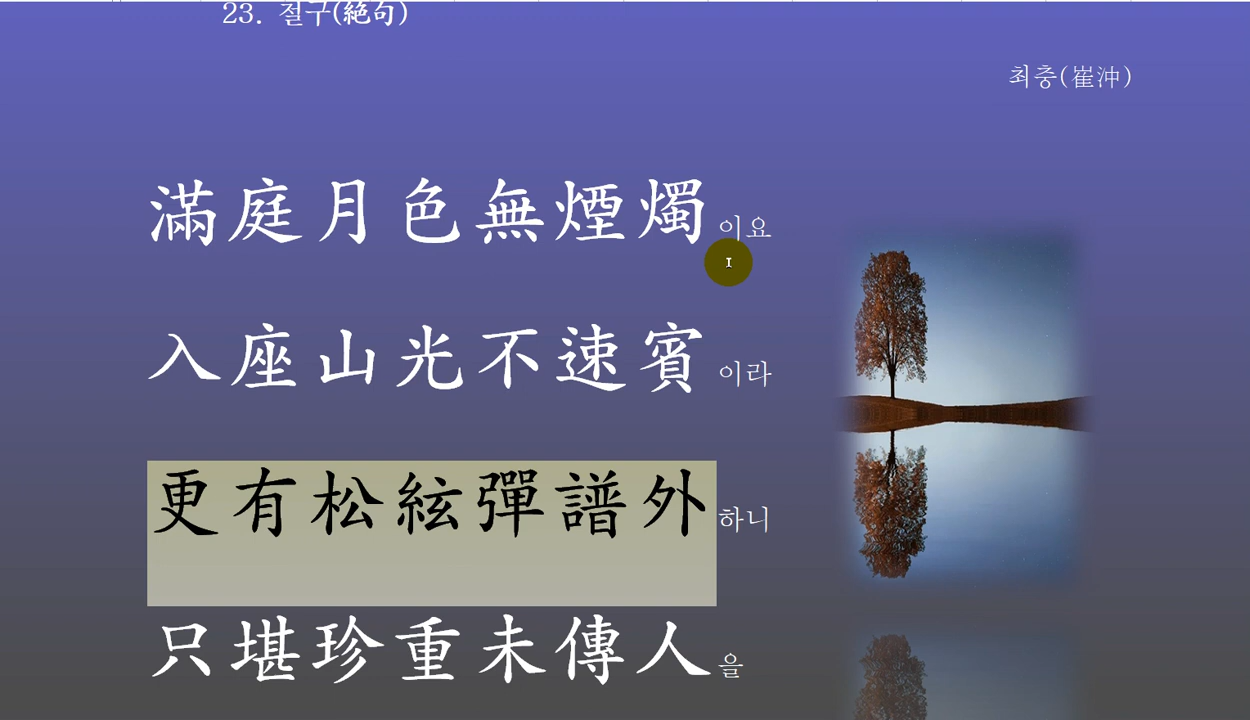 23. 절구(絶句)
최충(崔沖)
滿庭月色無煙燭이요
入座山光不速賓이라
更有松絃彈譜外하니
只堪珍重未傳人을